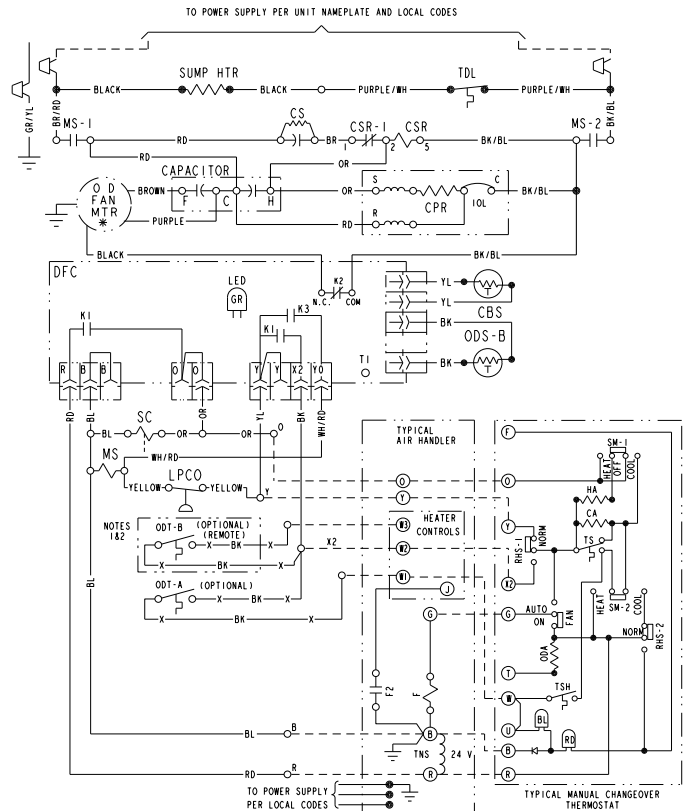 TO POWER SUPPLY PER UNIT NAMEPLATE AND LOCAL CODES
SUMP HTR
TDL
BLACK
BLACK
PURPLE/WH
PURPLE/WH
GR/YL
BR/RD
BK/BL
MS-1
CS
CSR-1
CSR
MS-2
RD
BR
1
2
5
BK/BL
RD
OR
CAPACITOR
O D
FAN
MTR
*
BROWN
F
C
H
OR
S
C
BK/BL
CPR
IOL
PURPLE
RD
R
BLACK
BK/BL
DFC
LED
GR
K2
N.C.
COM
YL
T
YL
CBS
BK
ODS-B
BK
T
K1
K3
K1
T1
R
B
B
O
O
Y
Y
X2
YO
RD
BL
OR
YL
BK
WH/RD
SC
BL
OR
OR
O
WH/RD
MS
LPCO
YELLOW
YELLOW
Y
NOTES
1&2
ODT-B
(OPTIONAL)
(REMOTE)
X
BK
X
X
BK
X
X2
ODT-A
(OPTIONAL)
X
BK
X
X
BK
X
BL
BL
B
RD
R
TYPICAL
AIR HANDLER
O
Y
W3
HEATER
CONTROLS
W2
W1
J
G
F2
F
B
TNS
24 V
R
TO POWER SUPPLY
PER LOCAL CODES
F
SM-1
HEAT
OFF
COOL
O
HA
CA
Y
NORM
RHS-1
TS
X2
HEAT
SM-2
COOL
G
AUTO
ON
FAN
NORM
RHS-2
ODA
T
TSH
W
BL
U
RD
B
R
TYPICAL MANUAL CHANGEOVER
THERMOSTAT